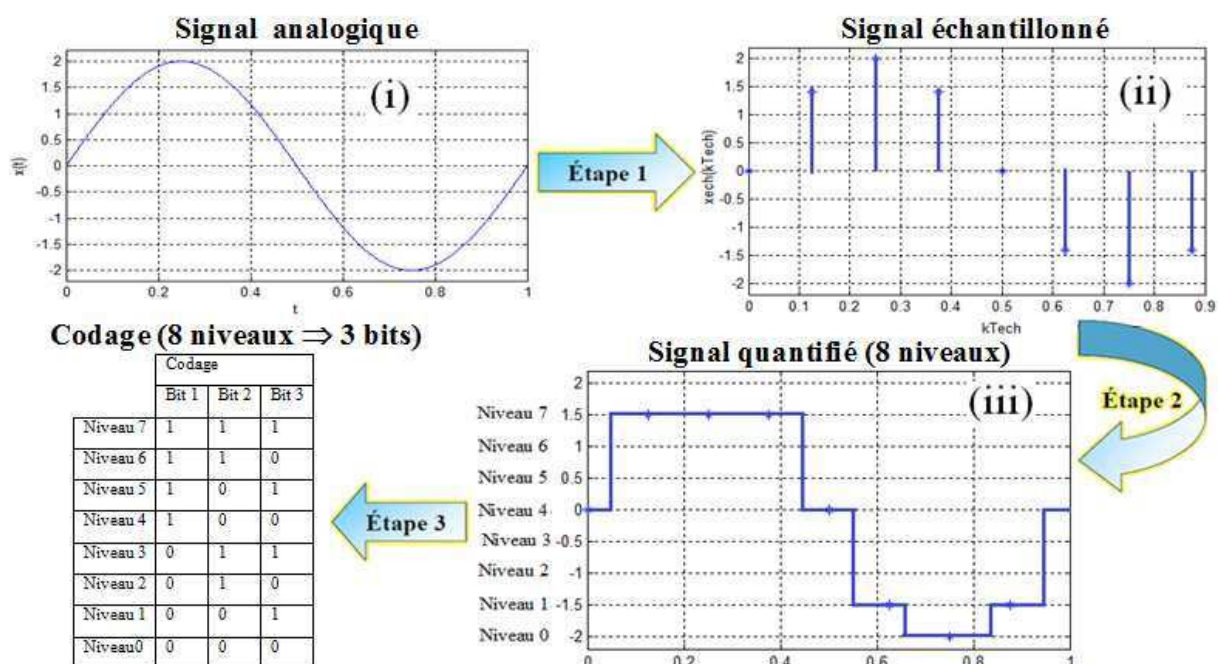 Signal analogique
(i)
2
1.5
1
0.5
0
-0.5
-1
-1.5
-2
x(t)
0 0.2 0.4 0.6 0.8 1
t
Étape 1
Signal échantillonné
(ii)
2
1.5
1
0.5
0
-0.5
-1
-1.5
-2
xech(kTech)
0 0.1 0.2 0.3 0.4 0.5 0.6 0.7 0.8 0.9
kTech
Étape 2
Signal quantifié (8 niveaux)
(iii)
2
Niveau 7 1.5
Niveau 6 1
Niveau 5 0.5
Niveau 4 0
Niveau 3 -0.5
Niveau 2 -1
Niveau 1 -1.5
Niveau 0 -2
0 0.2 0.4 0.6 0.8 1
Étape 3
Codage (8 niveaux ⇒ 3 bits)
Codage
Bit 1 Bit 2 Bit 3
Niveau 7 1 1 1
Niveau 6 1 1 0
Niveau 5 1 0 1
Niveau 4 1 0 0
Niveau 3 0 1 1
Niveau 2 0 1 0
Niveau 1 0 0 1
Niveau0 0 0 0